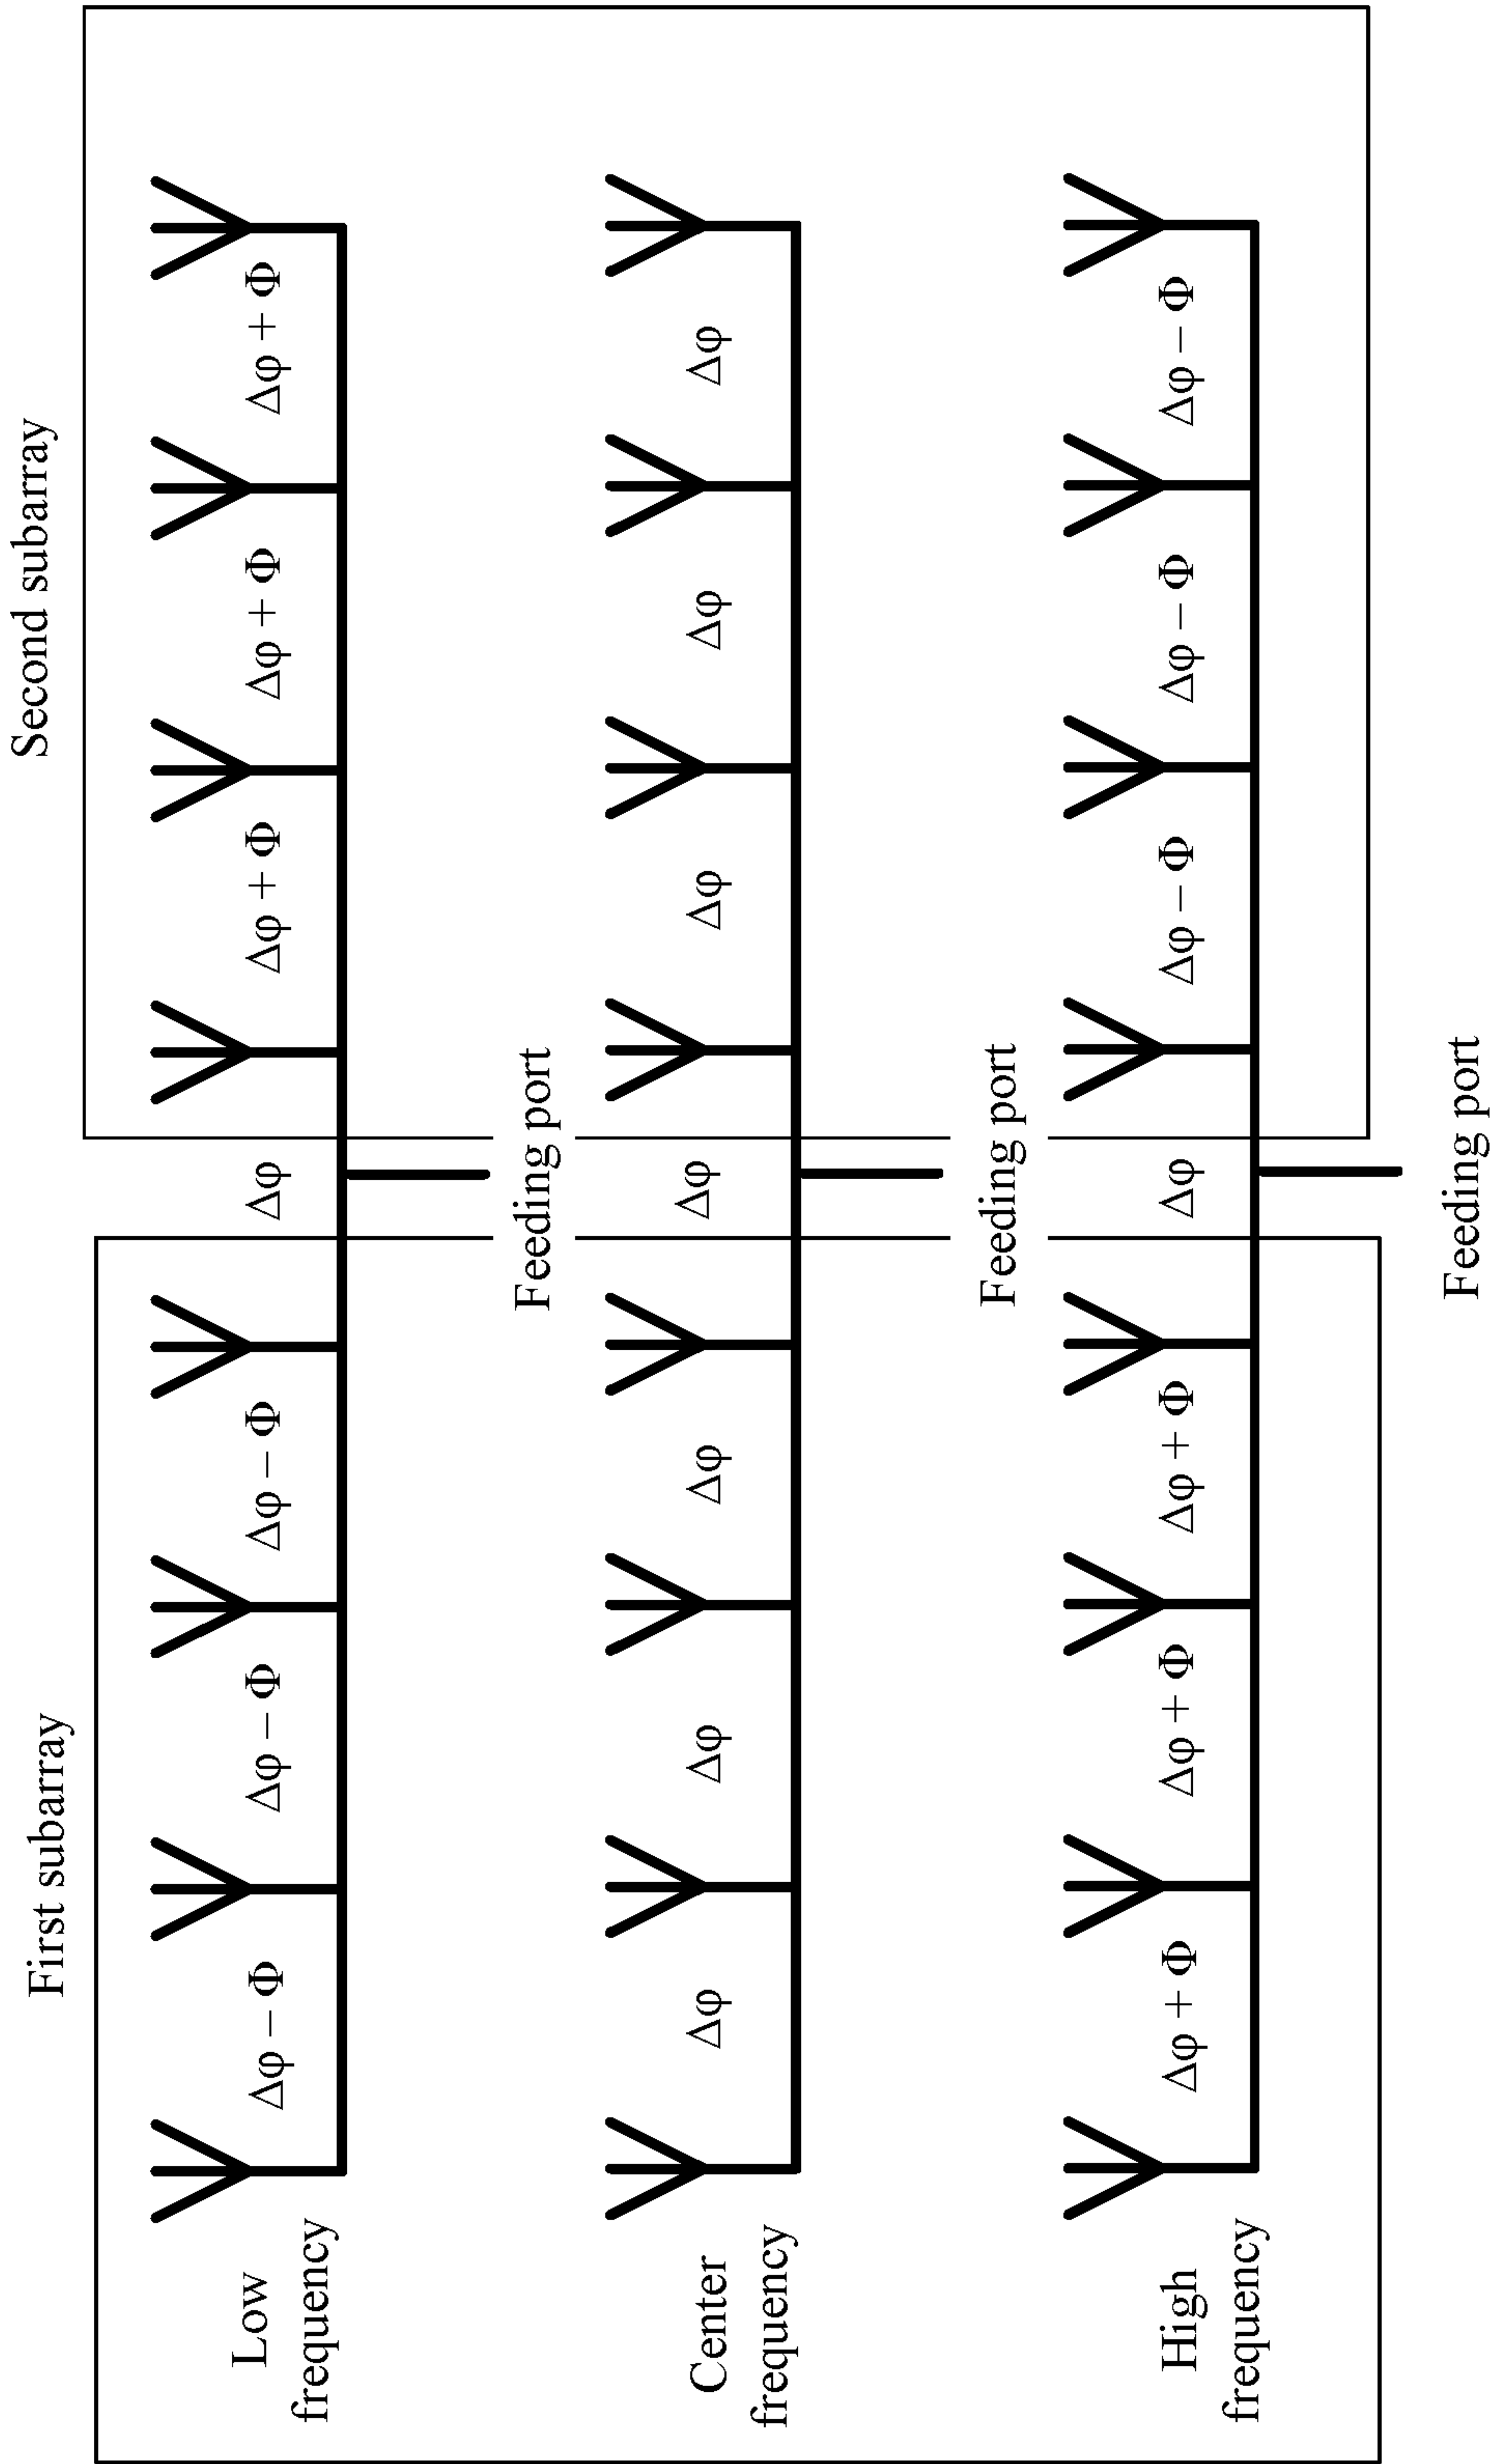 First subarray
Second subarray
Low
frequency
Δφ − Φ
Δφ − Φ
Δφ − Φ
Δφ
Δφ + Φ
Δφ + Φ
Δφ + Φ
Feeding port
Center
frequency
Δφ
Δφ
Δφ
Δφ
Δφ
Δφ
Δφ
Feeding port
High
frequency
Δφ + Φ
Δφ + Φ
Δφ + Φ
Δφ
Δφ − Φ
Δφ − Φ
Δφ − Φ
Feeding port